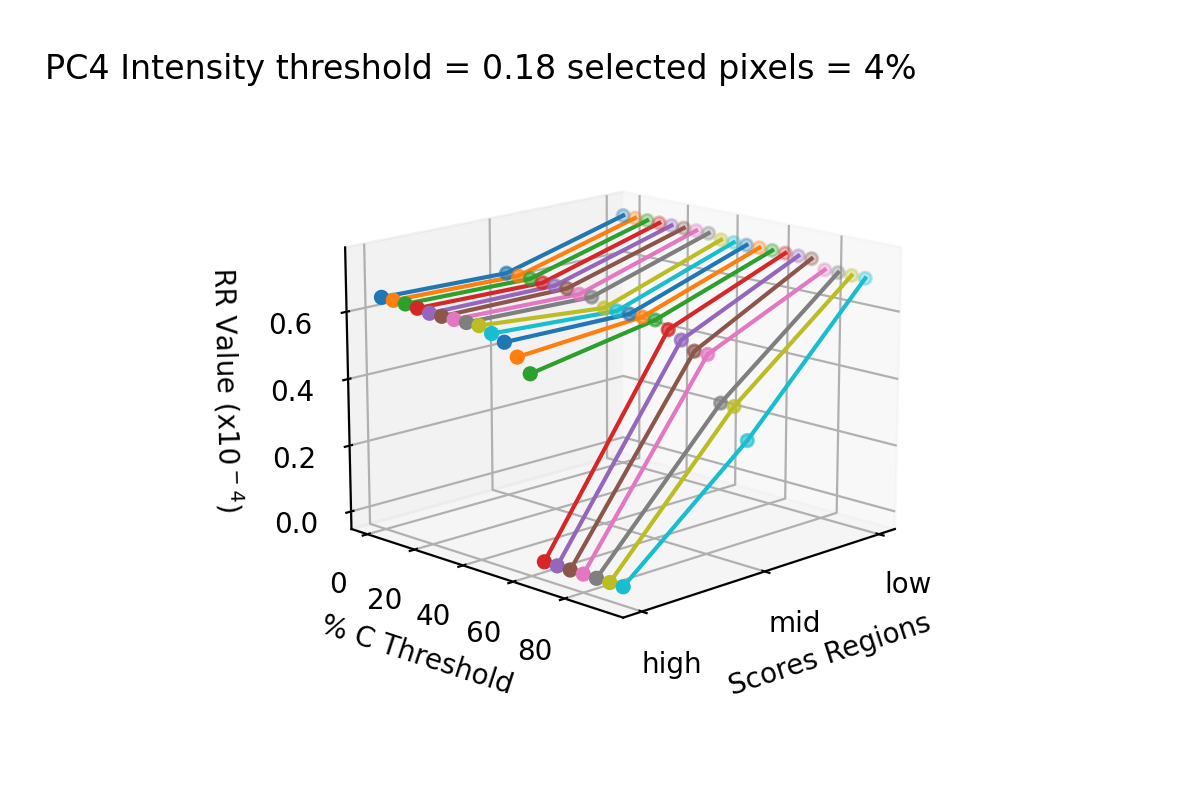 PC4 Intensity threshold = 0.18 selected pixels = 4%
RR Value (x10⁻⁴)
0.6
0.4
0.2
0.0
0
20
40
60
80
% C Threshold
high
mid
low
Scores Regions